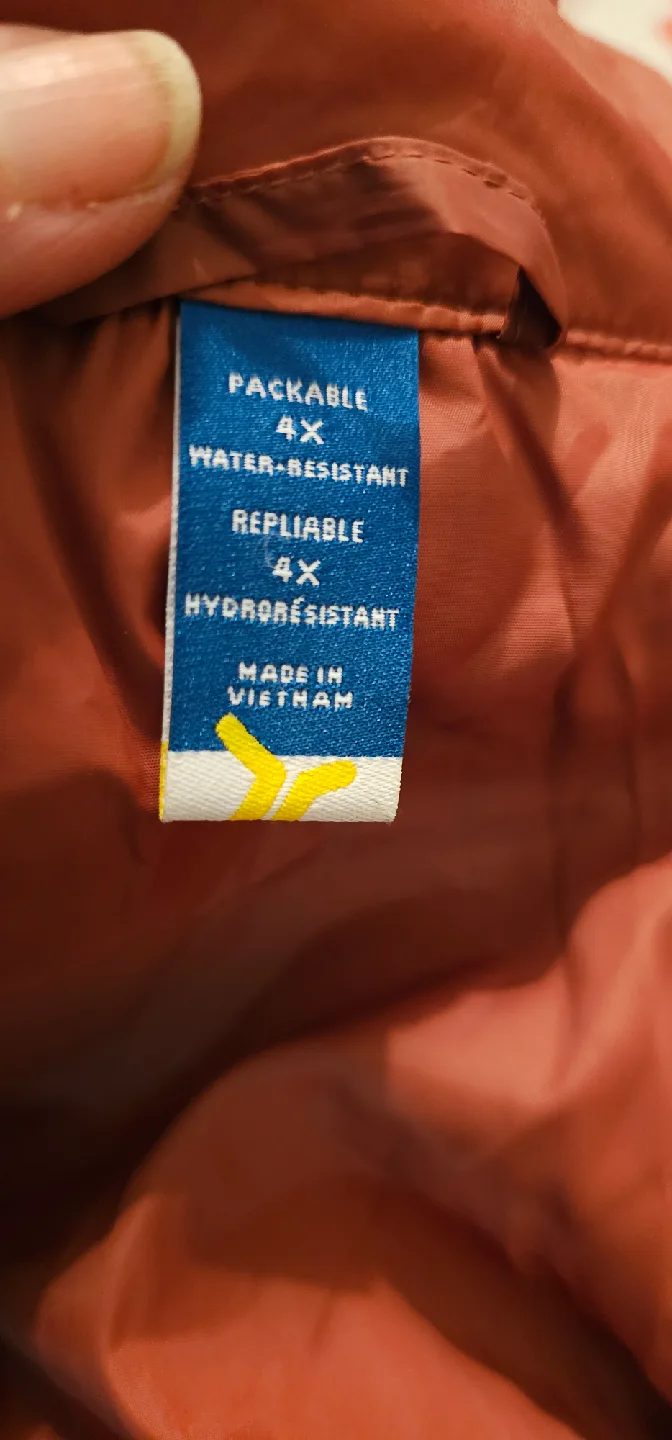 PACKABLE
4X
WATER-RESISTANT
REPLIABLE
4X
HYDRORÉSISTANT
MADE IN
VIETNAM